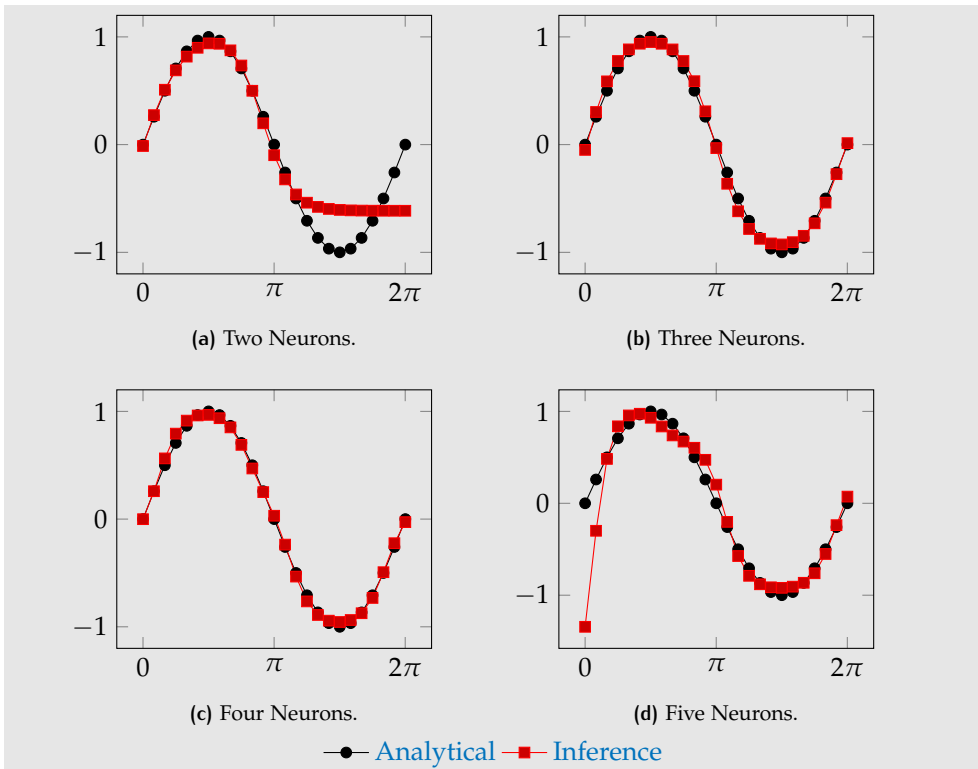 1
0
−1
0 π 2π
(a) Two Neurons.
1
0
−1
0 π 2π
(b) Three Neurons.
1
0
−1
0 π 2π
(c) Four Neurons.
1
0
−1
0 π 2π
(d) Five Neurons.
Analytical Inference